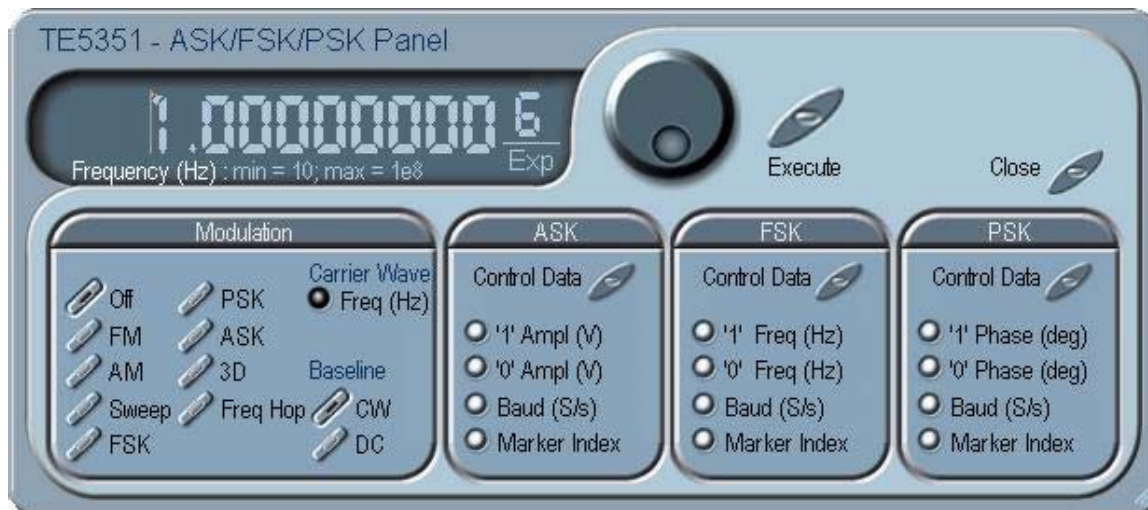 TE5351 - ASK/FSK/PSK Panel
1.00000000 6
Exp
Frequency (Hz) : min = 10; max = 1e8
Execute
Close
Modulation
Off
FM
AM
Sweep
FSK
PSK
ASK
3D
Freq Hop
Carrier Wave
Freq (Hz)
Baseline
CW
DC
ASK
Control Data
'1' Ampl (V)
'0' Ampl (V)
Baud (S/s)
Marker Index
FSK
Control Data
'1' Freq (Hz)
'0' Freq (Hz)
Baud (S/s)
Marker Index
PSK
Control Data
'1' Phase (deg)
'0' Phase (deg)
Baud (S/s)
Marker Index